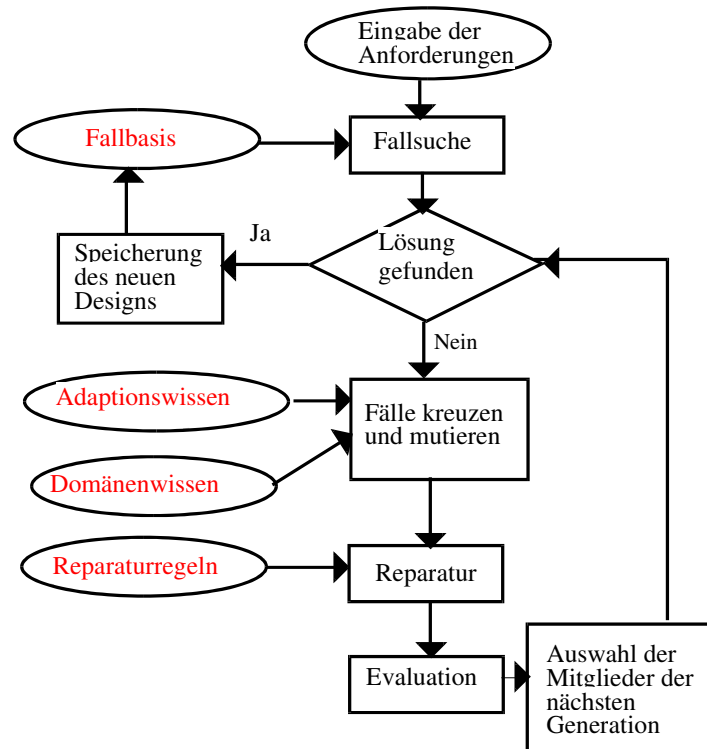 Eingabe der
Anforderungen
Fallbasis
Fallsuche
Ja
Speicherung
des neuen
Designs
Lösung
gefunden
Nein
Adaptionswissen
Fälle kreuzen
und mutieren
Domänenwissen
Reparaturregeln
Reparatur
Evaluation
Auswahl der
Mitglieder der
nächsten
Generation